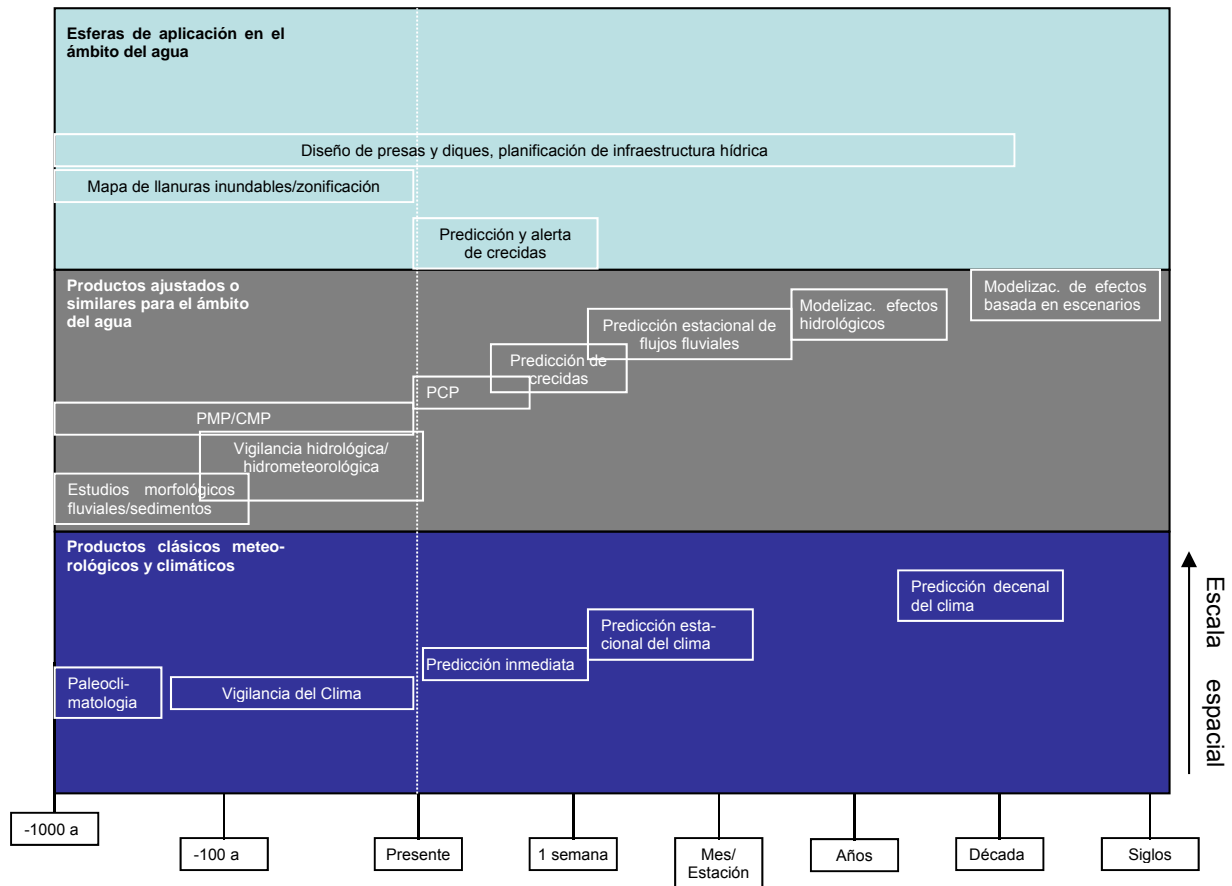 Esferas de aplicación en el
ámbito del agua
Diseño de presas y diques, planificación de infraestructura hídrica
Mapa de llanuras inundables/zonificación
Predicción y alerta
de crecidas
Productos ajustados o
similares para el ámbito
del agua
Modelizac. de efectos
basada en escenarios
Modelizac. efectos
hidrológicos
Predicción estacional de
flujos fluviales
Predicción de
crecidas
PCP
PMP/CMP
Vigilancia hidrológica/
hidrometeorológica
Estudios morfológicos
fluviales/sedimentos
Productos clásicos meteo-
rológicos y climáticos
Predicción decenal
del clima
Predicción esta-
cional del clima
Predicción inmediata
Paleocli-
matologia
Vigilancia del Clima
Escala espacial
-1000 a
-100 a
Presente
1 semana
Mes/
Estación
Años
Década
Siglos